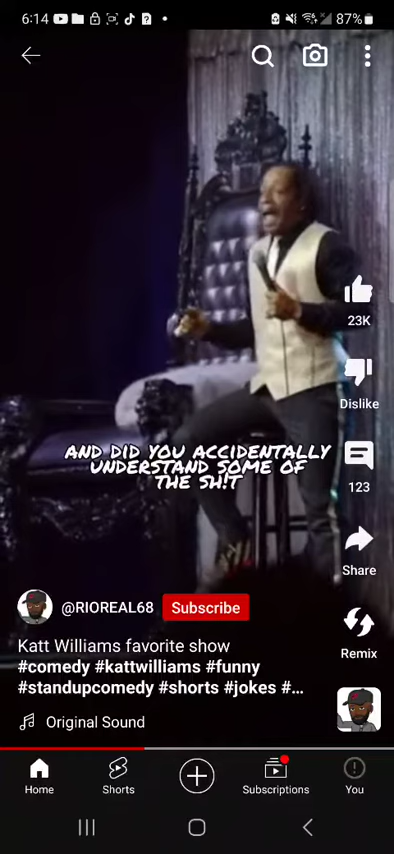 6:14
87%
23K
Dislike
AND DID YOU ACCIDENTALLY
UNDERSTAND SOME OF
THE SH!T
123
Share
@RIOREAL68 Subscribe
Katt Williams favorite show
#comedy #kattwilliams #funny
#standupcomedy #shorts #jokes #...
Remix
Original Sound
Home
Shorts
Subscriptions
You